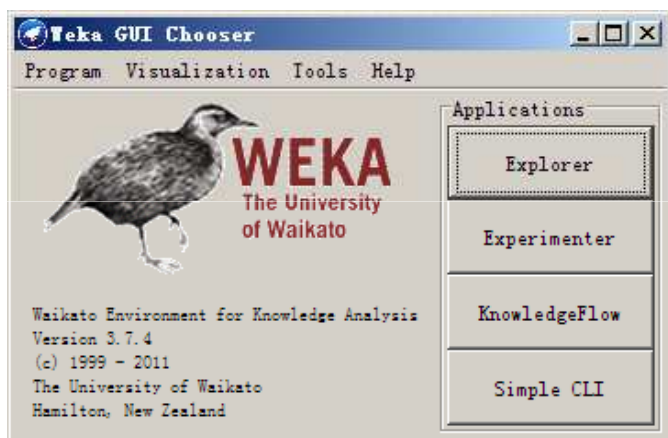 Weka GUI Chooser
Program Visualization Tools Help
WEKA
The University
of Waikato
Waikato Environment for Knowledge Analysis
Version 3.7.4
(c) 1999 - 2011
The University of Waikato
Hamilton, New Zealand
Applications
Explorer
Experimenter
KnowledgeFlow
Simple CLI